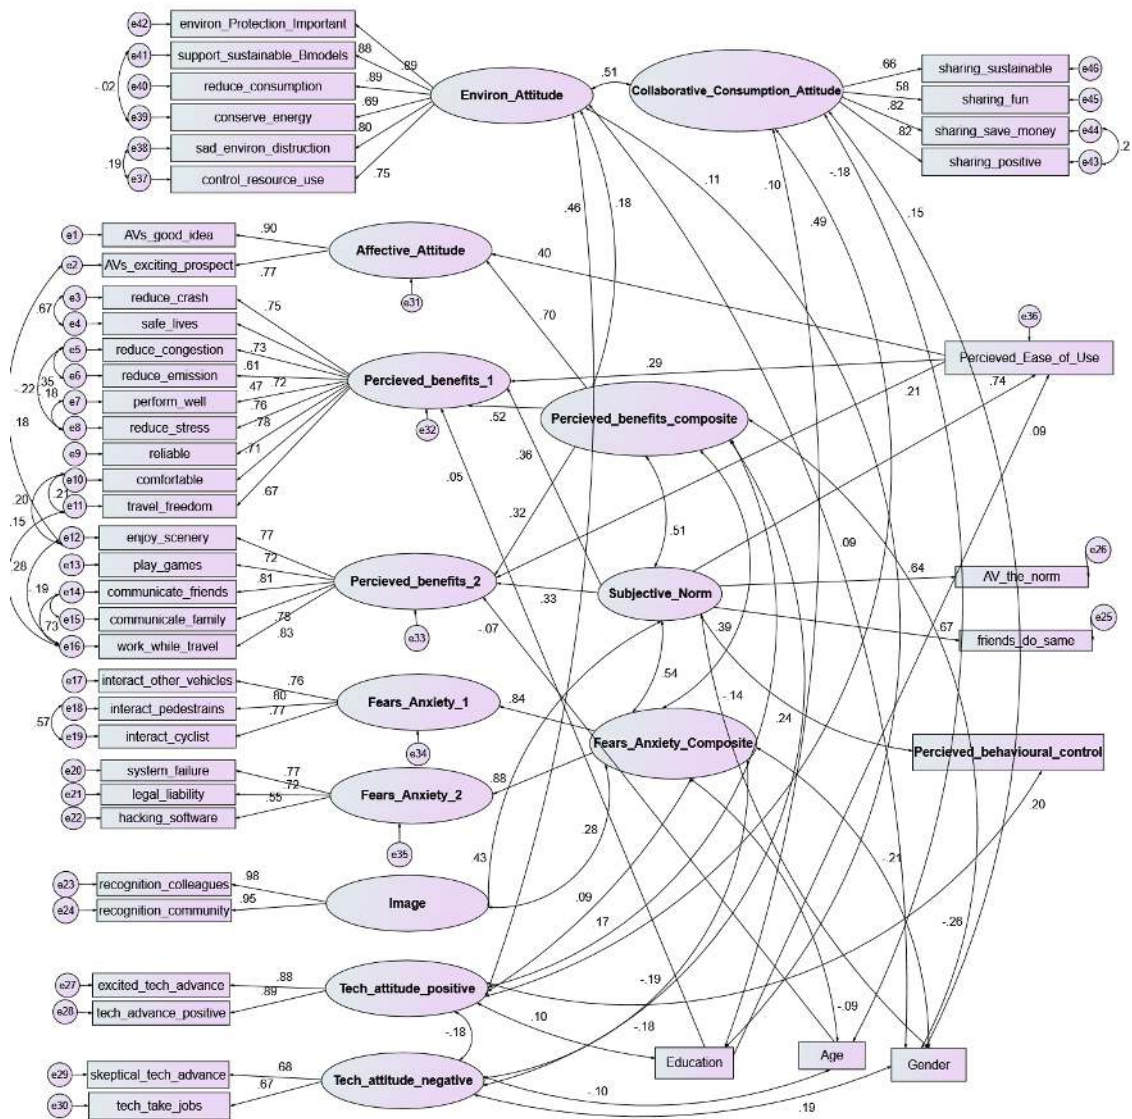 e42 environ_Protection_Important
.89
e41 support_sustainable_Bmodels
.88
e40 reduce_consumption
.89
-.02
e39 conserve_energy
.69
e38 sad_environ_distruction
.80
.19
e37 control_resource_use
.75
Environ_Attitude
.51
Collaborative_Consumption_Attitude
66
sharing_sustainable e46
58
sharing_fun e45
.82
sharing_save_money e44
.82
sharing_positive e43
.2
.11
.10
-.18
.49
.15
.46
.18
e1 AVs_good_idea
.90
e2 AVs_exciting_prospect
.77
Affective_Attitude
e31
40
.70
e36
Percieved_Ease_of_Use
e3 reduce_crash
.75
.67
e4 safe_lives
e5 reduce_congestion
.73
e6 reduce_emission
.61
.35
-.22
.18
e7 perform_well
.47
.72
.76
e8 reduce_stress
.78
e9 reliable
.71
e10 comfortable
.21
e11 travel_freedom
.67
Percieved_benefits_1
e32
.29
.52
Percieved_benefits_composite
.36
.05
.32
.51
.21
.74
.09
18
.20
.15
e12 enjoy_scenery
.77
e13 play_games
.72
28
.19
e14 communicate_friends
.81
e15 communicate_family
.78
.73
e16 work_while_travel
.83
Percieved_benefits_2
e33
.33
-.07
Subjective_Norm
.64
AV_the_norm
e26
.67
friends_do_same
e25
.39
.54
-.14
.09
.24
e17 interact_other_vehicles
.76
e18 interact_pedestrains
.80
.57
e19 interact_cyclist
.77
Fears_Anxiety_1
e34
.84
Fears_Anxiety_Composite
Percieved_behavioural_control
e20 system_failure
.77
e21 legal_liability
.72
e22 hacking_software
.55
Fears_Anxiety_2
e35
.88
.28
.20
-.21
43
e23 recognition_colleagues
.98
e24 recognition_community
.95
Image
.09
17
-.26
e27 excited_tech_advance
.88
e28 tech_advance_positive
.89
Tech_attitude_positive
-.19
-.18
.10
-.09
-.18
Education
Age
Gender
e29 skeptical_tech_advance
.68
e30 tech_take_jobs
.67
Tech_attitude_negative
-.10
.19